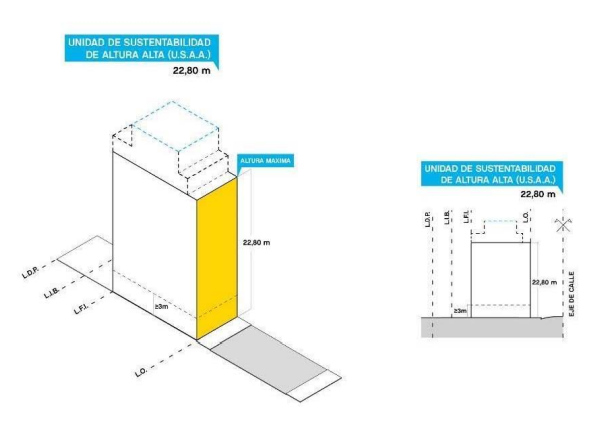 UNIDAD DE SUSTENTABILIDAD
DE ALTURA ALTA (U.S.A.A.)
22,80 m
ALTURA MAXIMA
22,80 m
≥3m
L.D.P.
L.I.B.
L.F.I.
L.O.
UNIDAD DE SUSTENTABILIDAD
DE ALTURA ALTA (U.S.A.A.)
22,80 m
L.D.P.
L.I.B.
L.F.I.
L.O.
22,80 m
≥3m
EJE DE CALLE